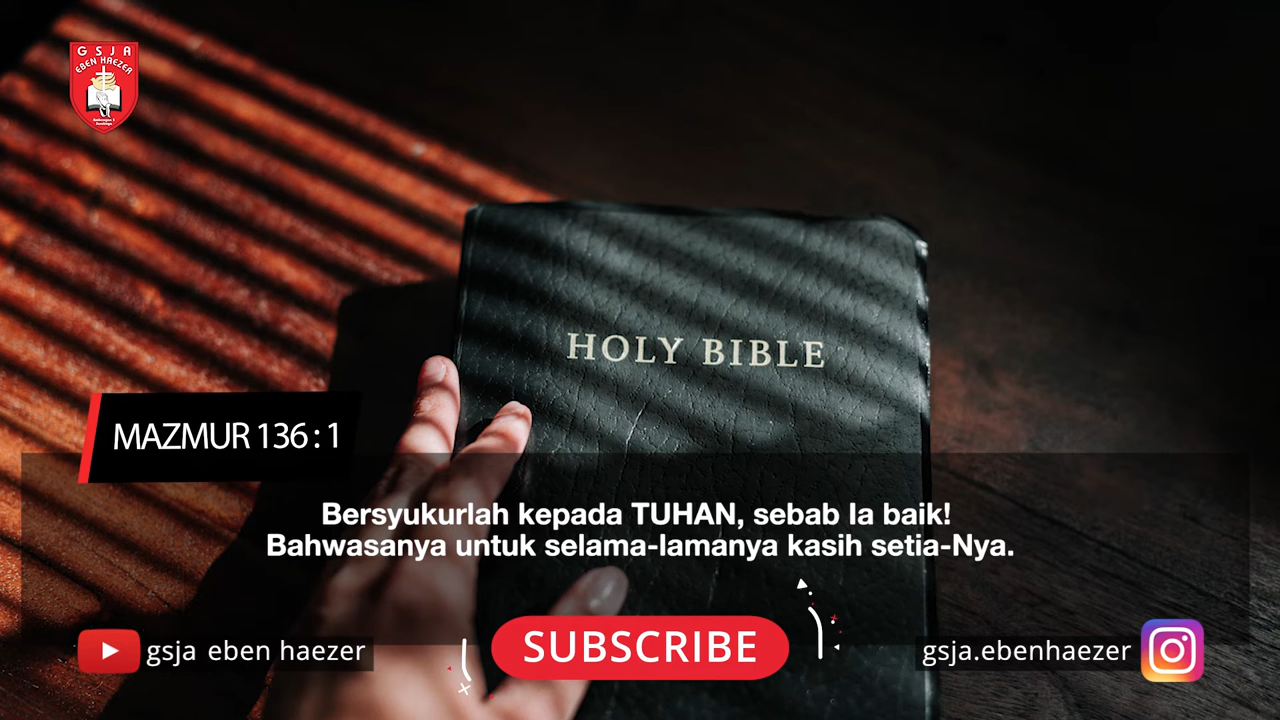 GSJA
EBEN HAEZER
HOLY BIBLE
MAZMUR 136 : 1
Bersyukurlah kepada TUHAN, sebab Ia baik!
Bahwasanya untuk selama-lamanya kasih setia-Nya.
gsja eben haezer
SUBSCRIBE
gsja.ebenhaezer